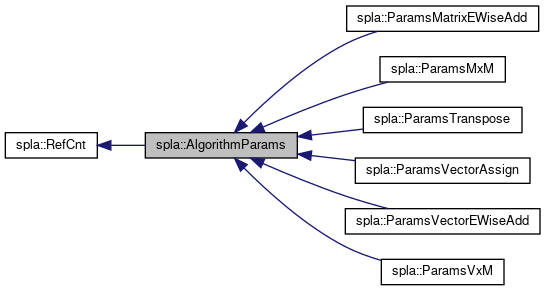 spla::ParamsMatrixEWiseAdd
spla::ParamsMxM
spla::ParamsTranspose
spla::RefCnt
spla::AlgorithmParams
spla::ParamsVectorAssign
spla::ParamsVectorEWiseAdd
spla::ParamsVxM